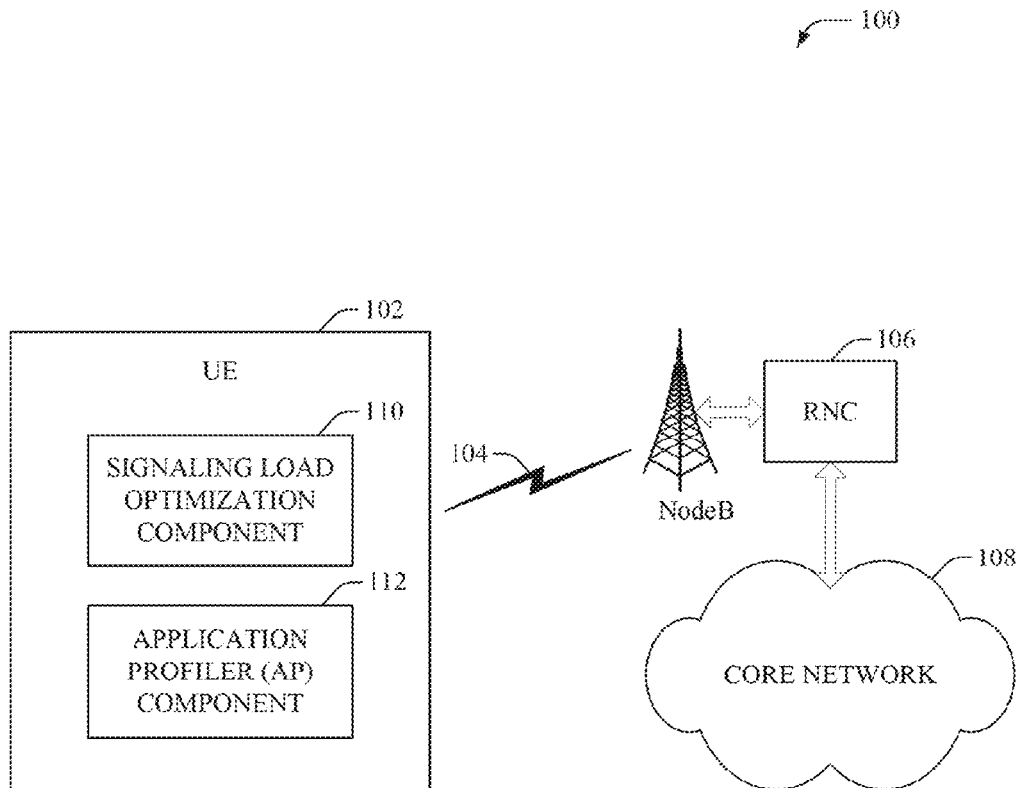 100
102
UE
110
SIGNALING LOAD
OPTIMIZATION
COMPONENT
112
APPLICATION
PROFILER (AP)
COMPONENT
104
NodeB
106
RNC
108
CORE NETWORK